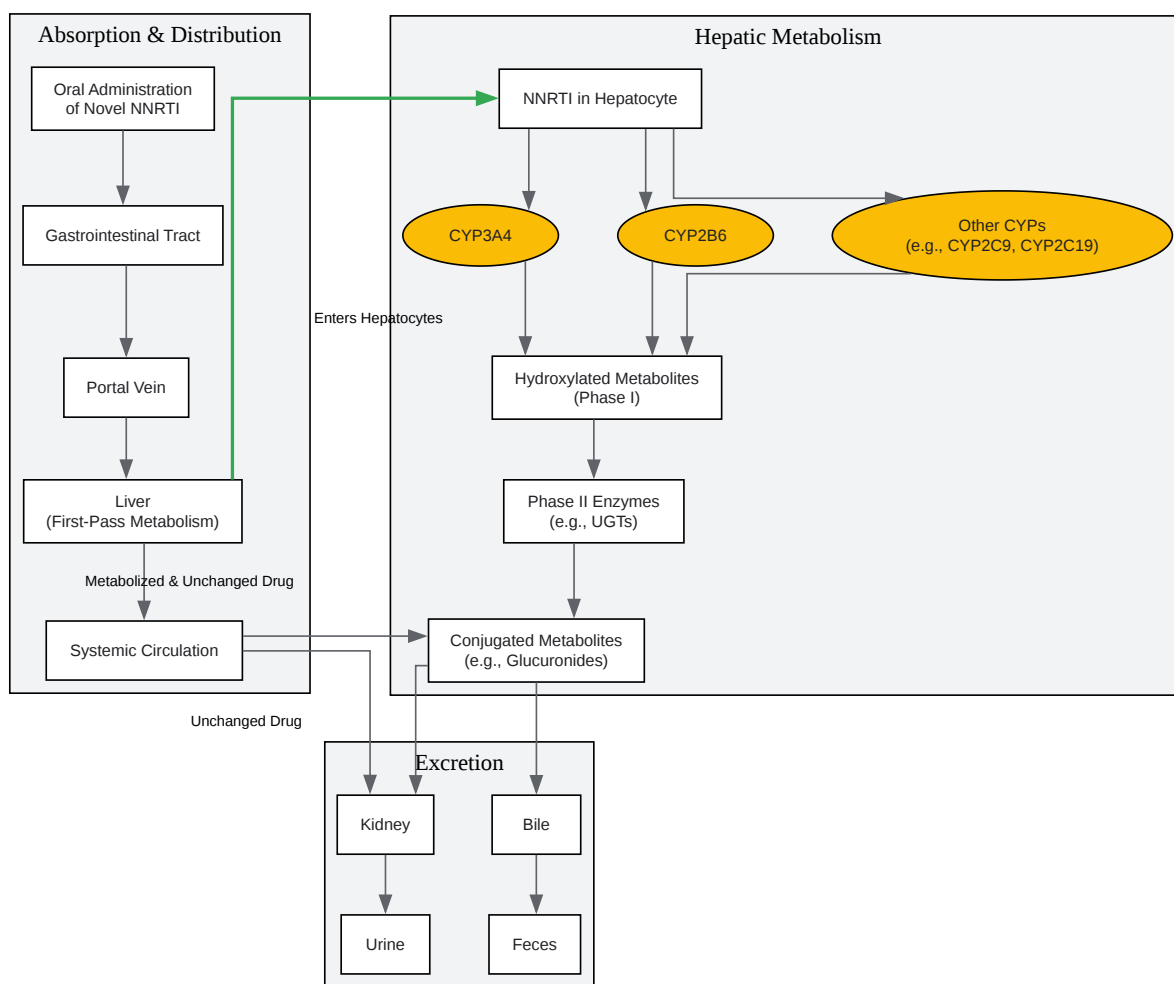 Absorption & Distribution
Oral Administration
of Novel NNRTI
Gastrointestinal Tract
Portal Vein
Liver
(First-Pass Metabolism)
Metabolized & Unchanged Drug
Systemic Circulation
Enters Hepatocytes
Unchanged Drug
Hepatic Metabolism
NNRTI in Hepatocyte
CYP3A4
CYP2B6
Other CYPs
(e.g., CYP2C9, CYP2C19)
Hydroxylated Metabolites
(Phase I)
Phase II Enzymes
(e.g., UGTs)
Conjugated Metabolites
(e.g., Glucuronides)
Excretion
Kidney
Bile
Urine
Feces